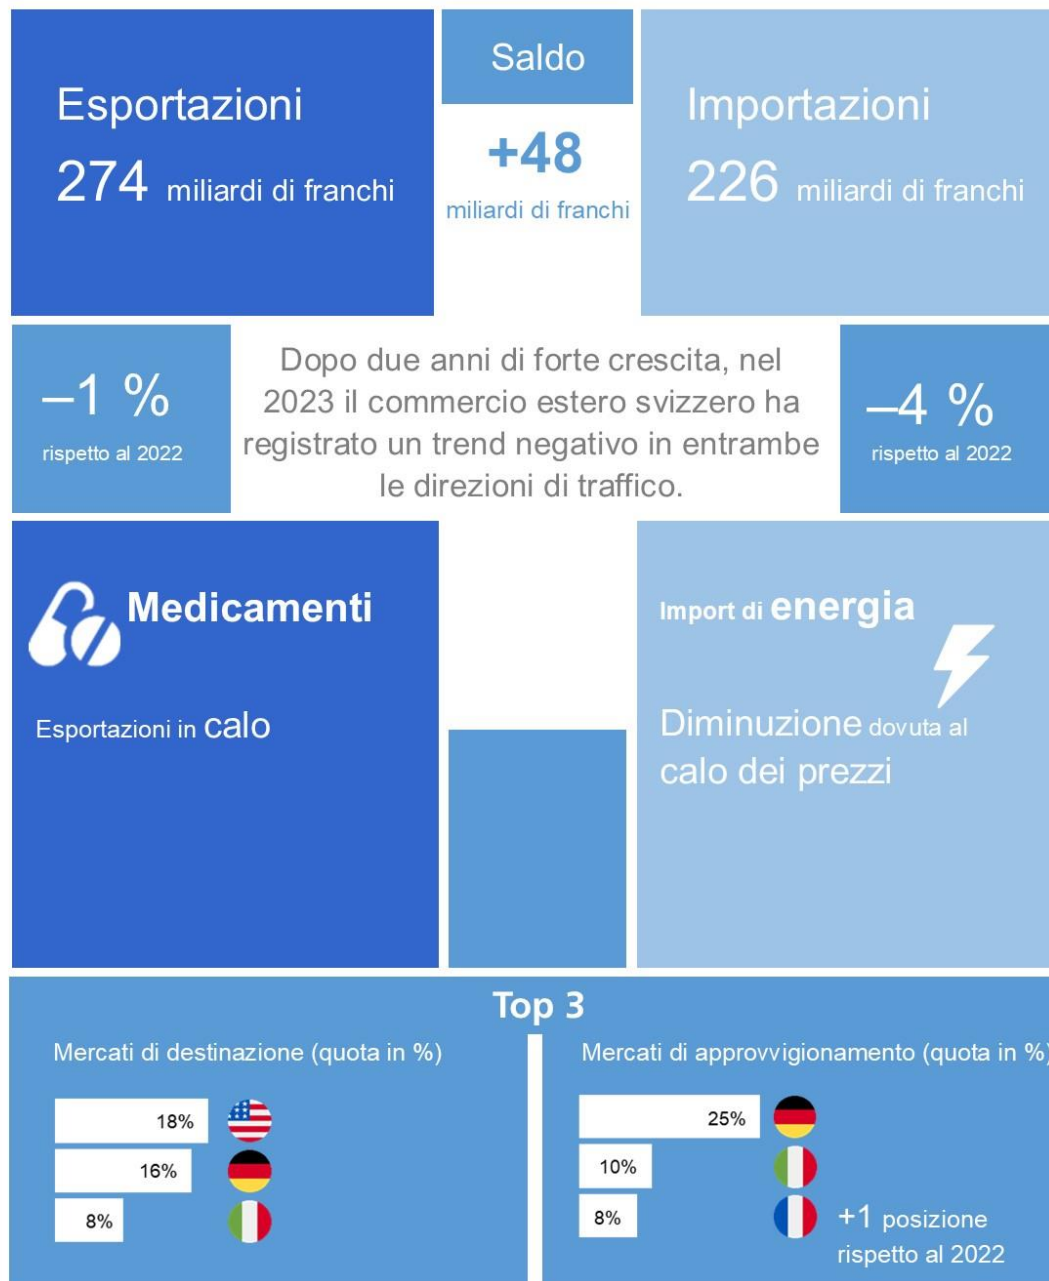 Esportazioni
274 miliardi di franchi
Saldo
+48
miliardi di franchi
Importazioni
226 miliardi di franchi
–1 %
rispetto al 2022
Dopo due anni di forte crescita, nel
2023 il commercio estero svizzero ha
registrato un trend negativo in entrambe
le direzioni di traffico.
–4 %
rispetto al 2022
Medicamenti
Esportazioni in calo
Import di energia
Diminuzione dovuta al
calo dei prezzi
Top 3
Mercati di destinazione (quota in %)
18%
16%
8%
Mercati di approvvigionamento (quota in %)
25%
10%
8%
+1 posizione
rispetto al 2022